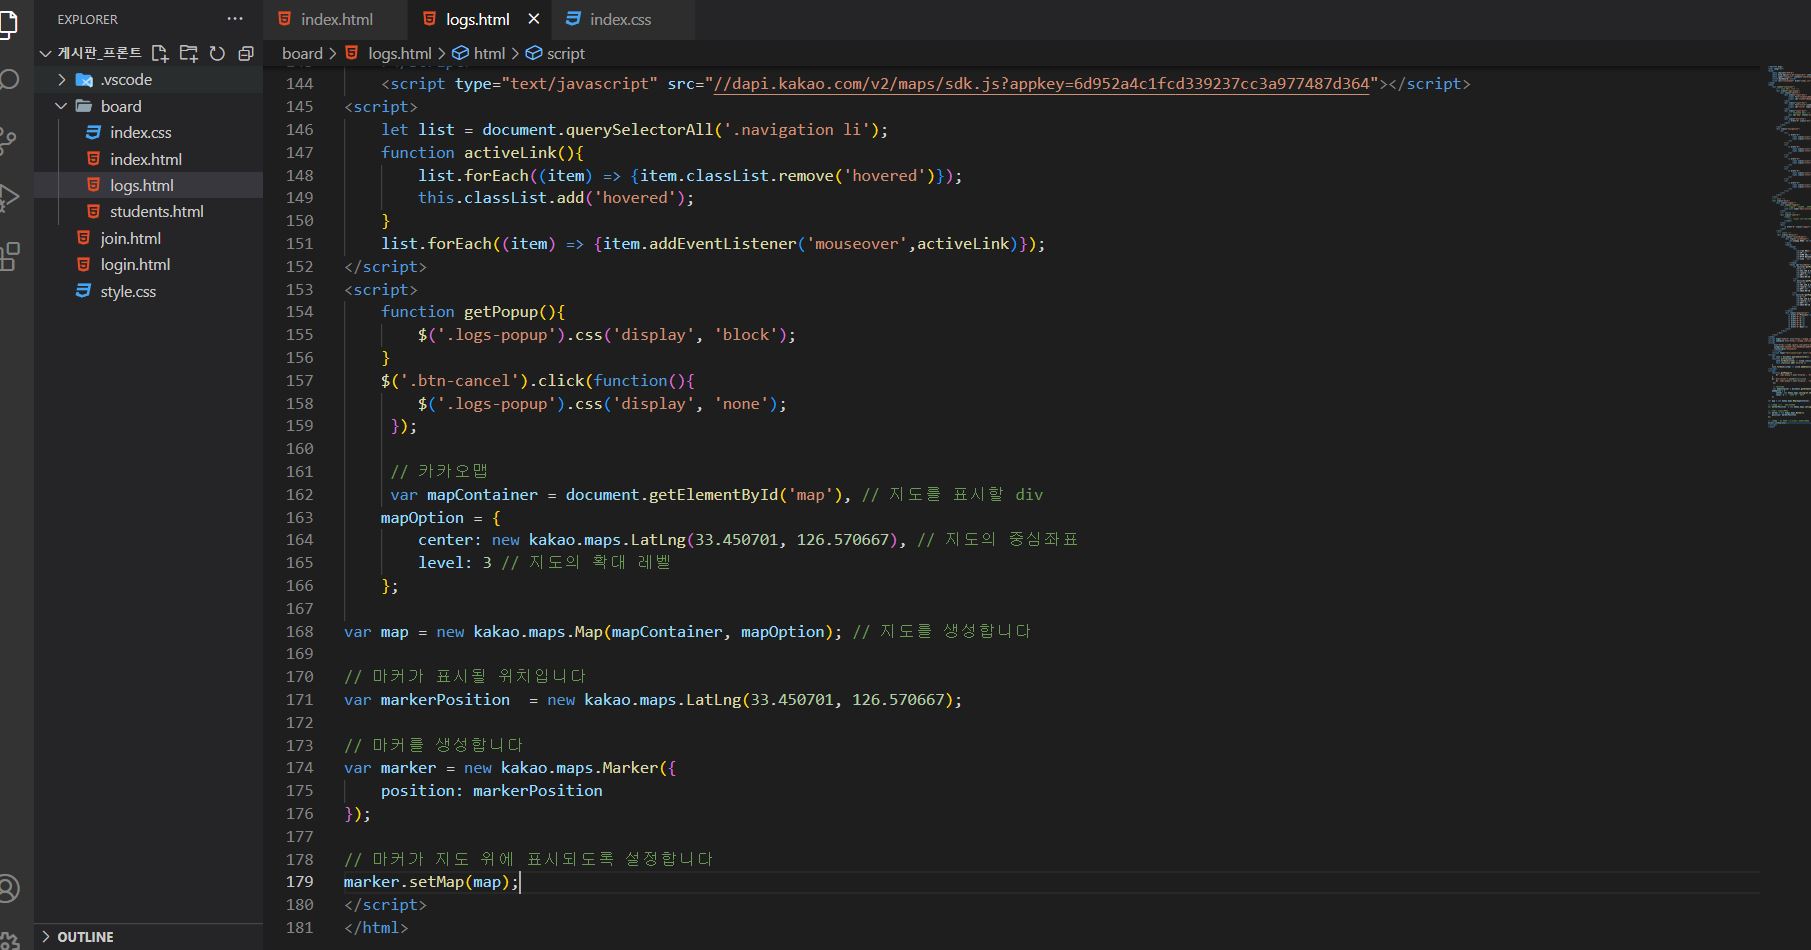 EXPLORER
···
index.html
logs.html
index.css
게시판_프론트
board > logs.html > html > script
.vscode
board
index.css
index.html
logs.html
students.html
join.html
login.html
style.css
OUTLINE
144 <script type="text/javascript" src="//dapi.kakao.com/v2/maps/sdk.js?appkey=6d952a4c1fcd339237cc3a977487d364"></script>
145 <script>
146 let list = document.querySelectorAll('.navigation li');
147 function activeLink(){
148 list.forEach((item) => {item.classList.remove('hovered')});
149 this.classList.add('hovered');
150 }
151 list.forEach((item) => {item.addEventListener('mouseover',activeLink)});
152 </script>
153 <script>
154 function getPopup(){
155 $('.logs-popup').css('display', 'block');
156 }
157 $('.btn-cancel').click(function(){
158 $('.logs-popup').css('display', 'none');
159 });
160
161 // 카카오맵
162 var mapContainer = document.getElementById('map'), // 지도를 표시할 div
163 mapOption = {
164 center: new kakao.maps.LatLng(33.450701, 126.570667), // 지도의 중심좌표
165 level: 3 // 지도의 확대 레벨
166 };
167
168 var map = new kakao.maps.Map(mapContainer, mapOption); // 지도를 생성합니다
169
170 // 마커가 표시될 위치입니다
171 var markerPosition  = new kakao.maps.LatLng(33.450701, 126.570667);
172
173 // 마커를 생성합니다
174 var marker = new kakao.maps.Marker({
175 position: markerPosition
176 });
177
178 // 마커가 지도 위에 표시되도록 설정합니다
179 marker.setMap(map);
180 </script>
181 </html>